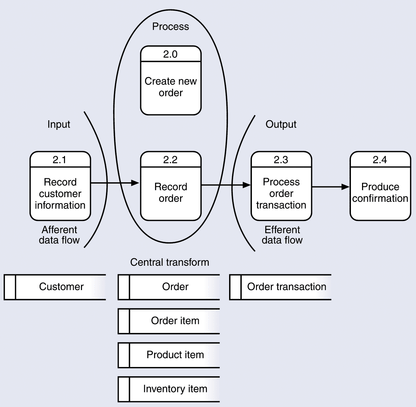 Process
2.0
Create new
order
Input
Output
2.1
Record
customer
information
2.2
Record
order
2.3
Process
order
transaction
2.4
Produce
confirmation
Afferent
data flow
Efferent
data flow
Central transform
Customer
Order
Order transaction
Order item
Product item
Inventory item